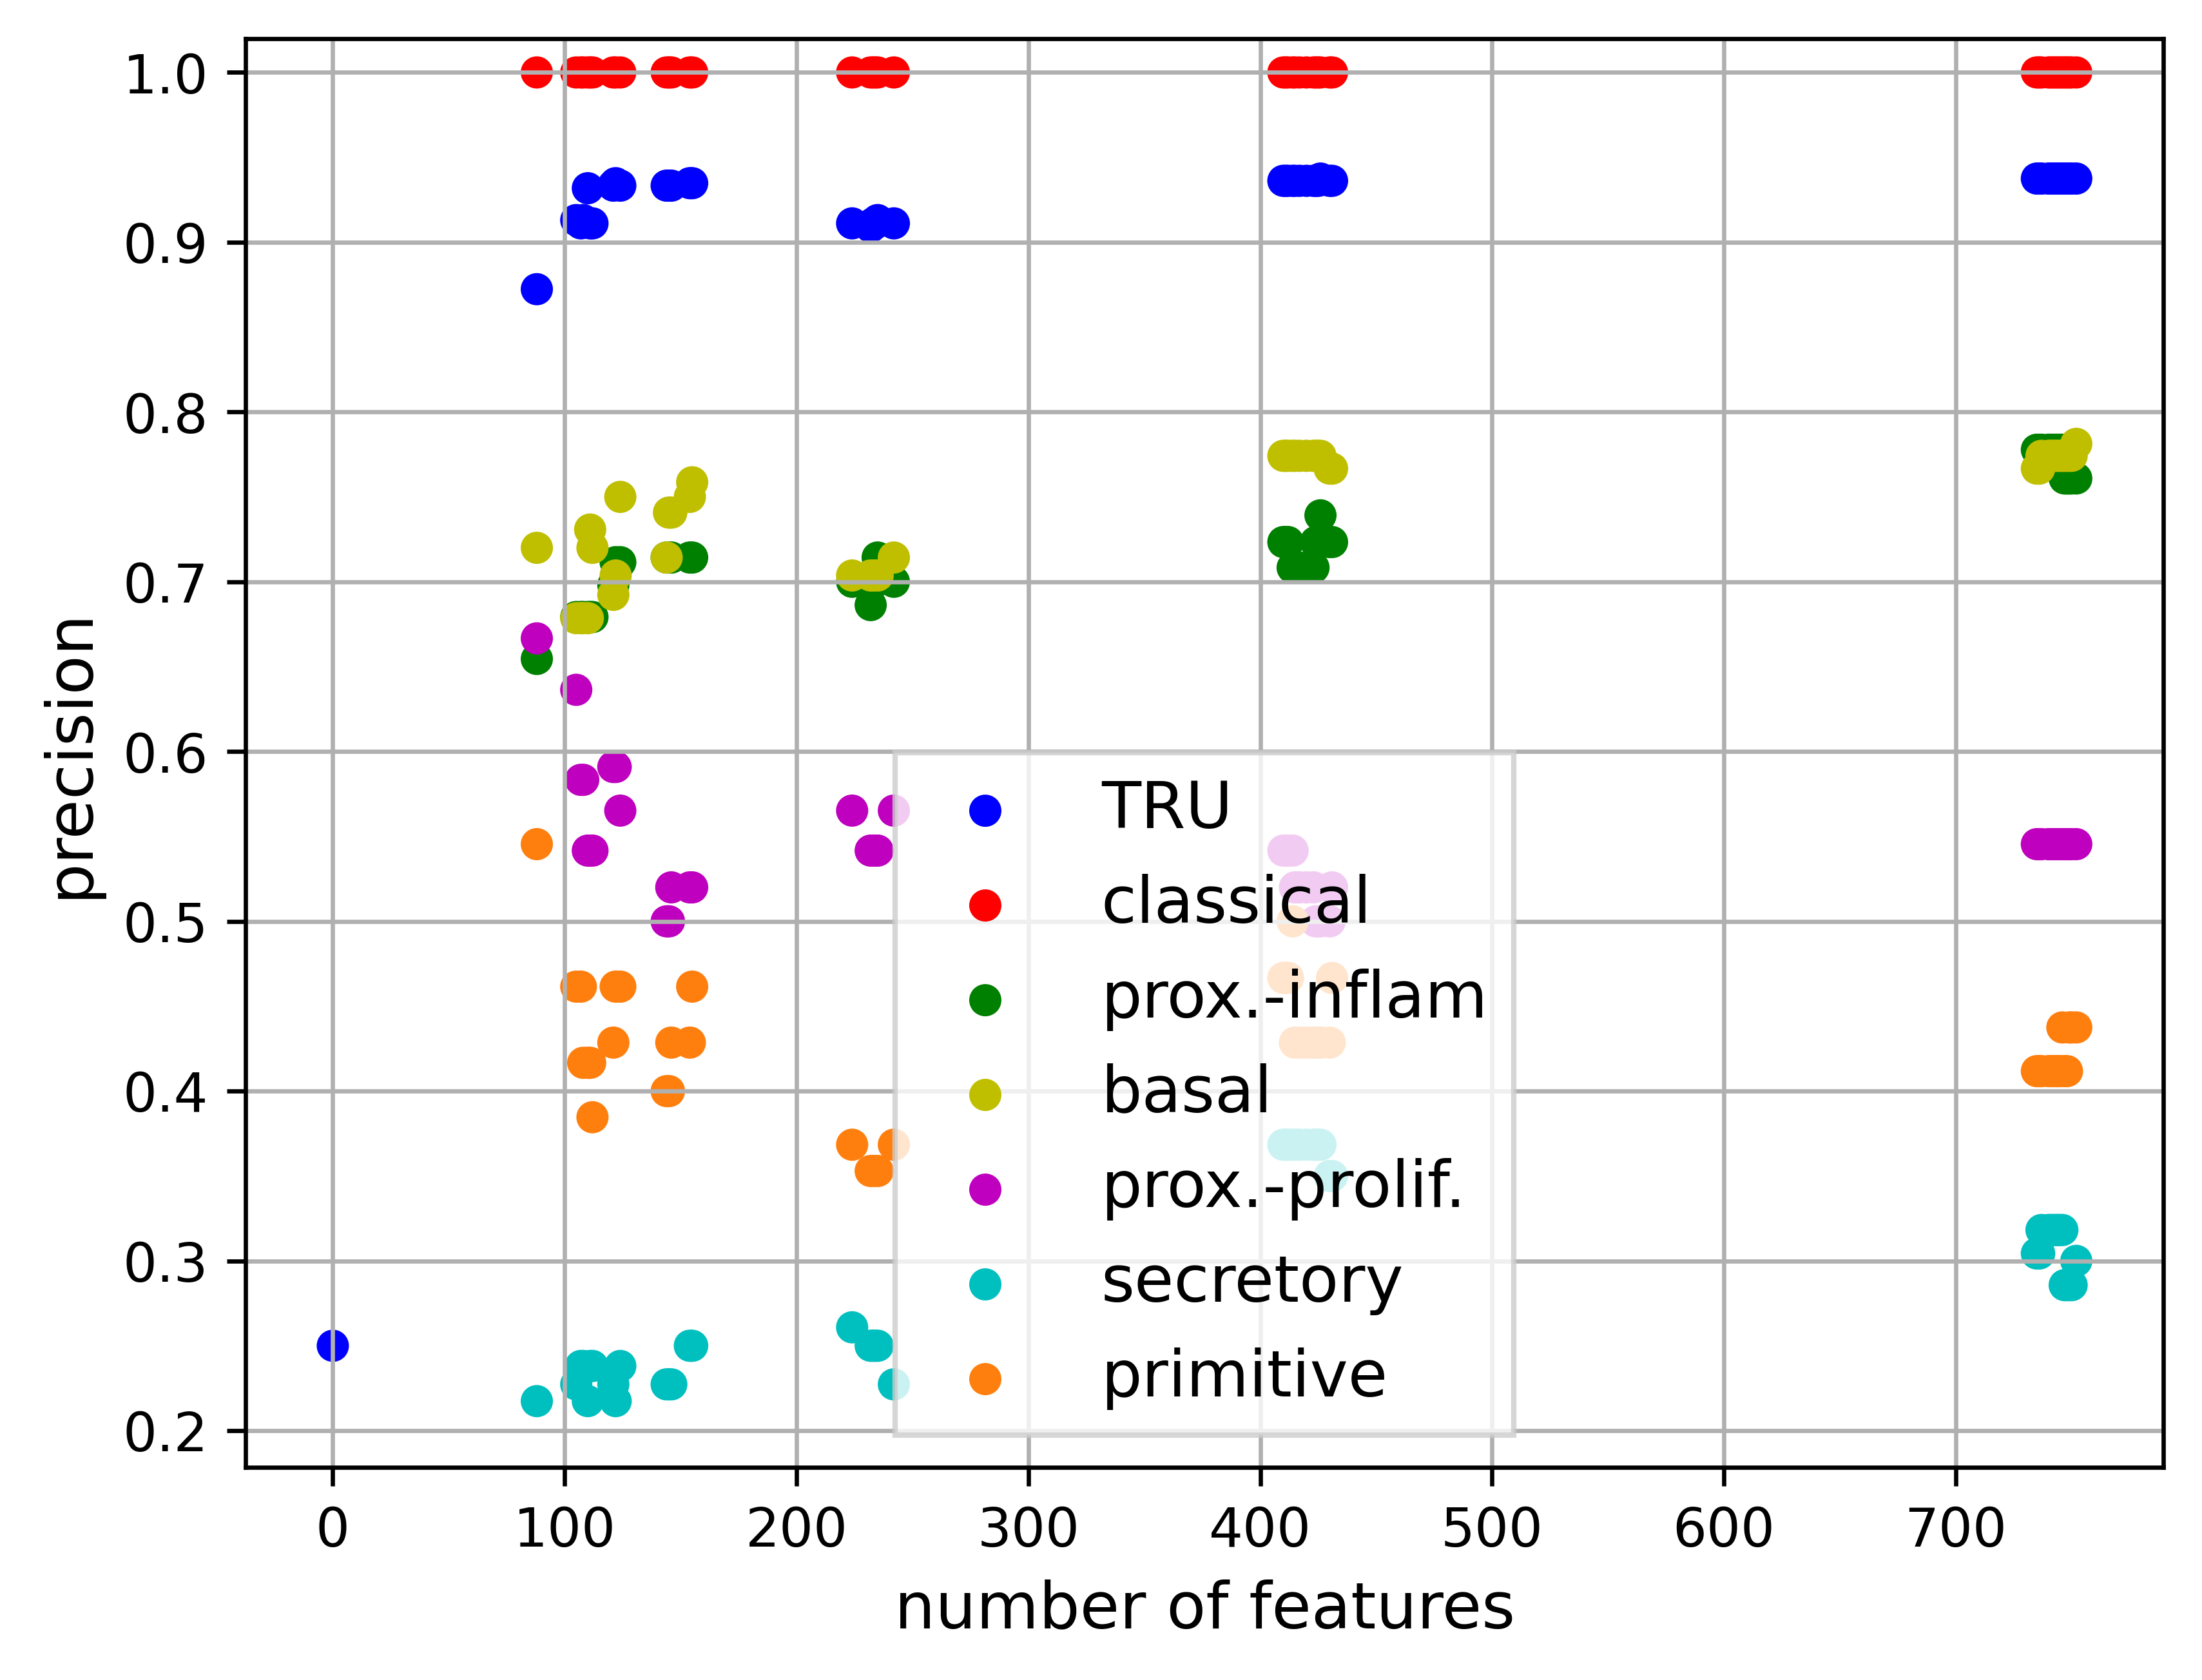 1.0
0.9
0.8
0.7
0.6
0.5
0.4
0.3
0.2
precision
TRU
classical
prox.-inflam
basal
prox.-prolif.
secretory
primitive
0 100 200 300 400 500 600 700
number of features